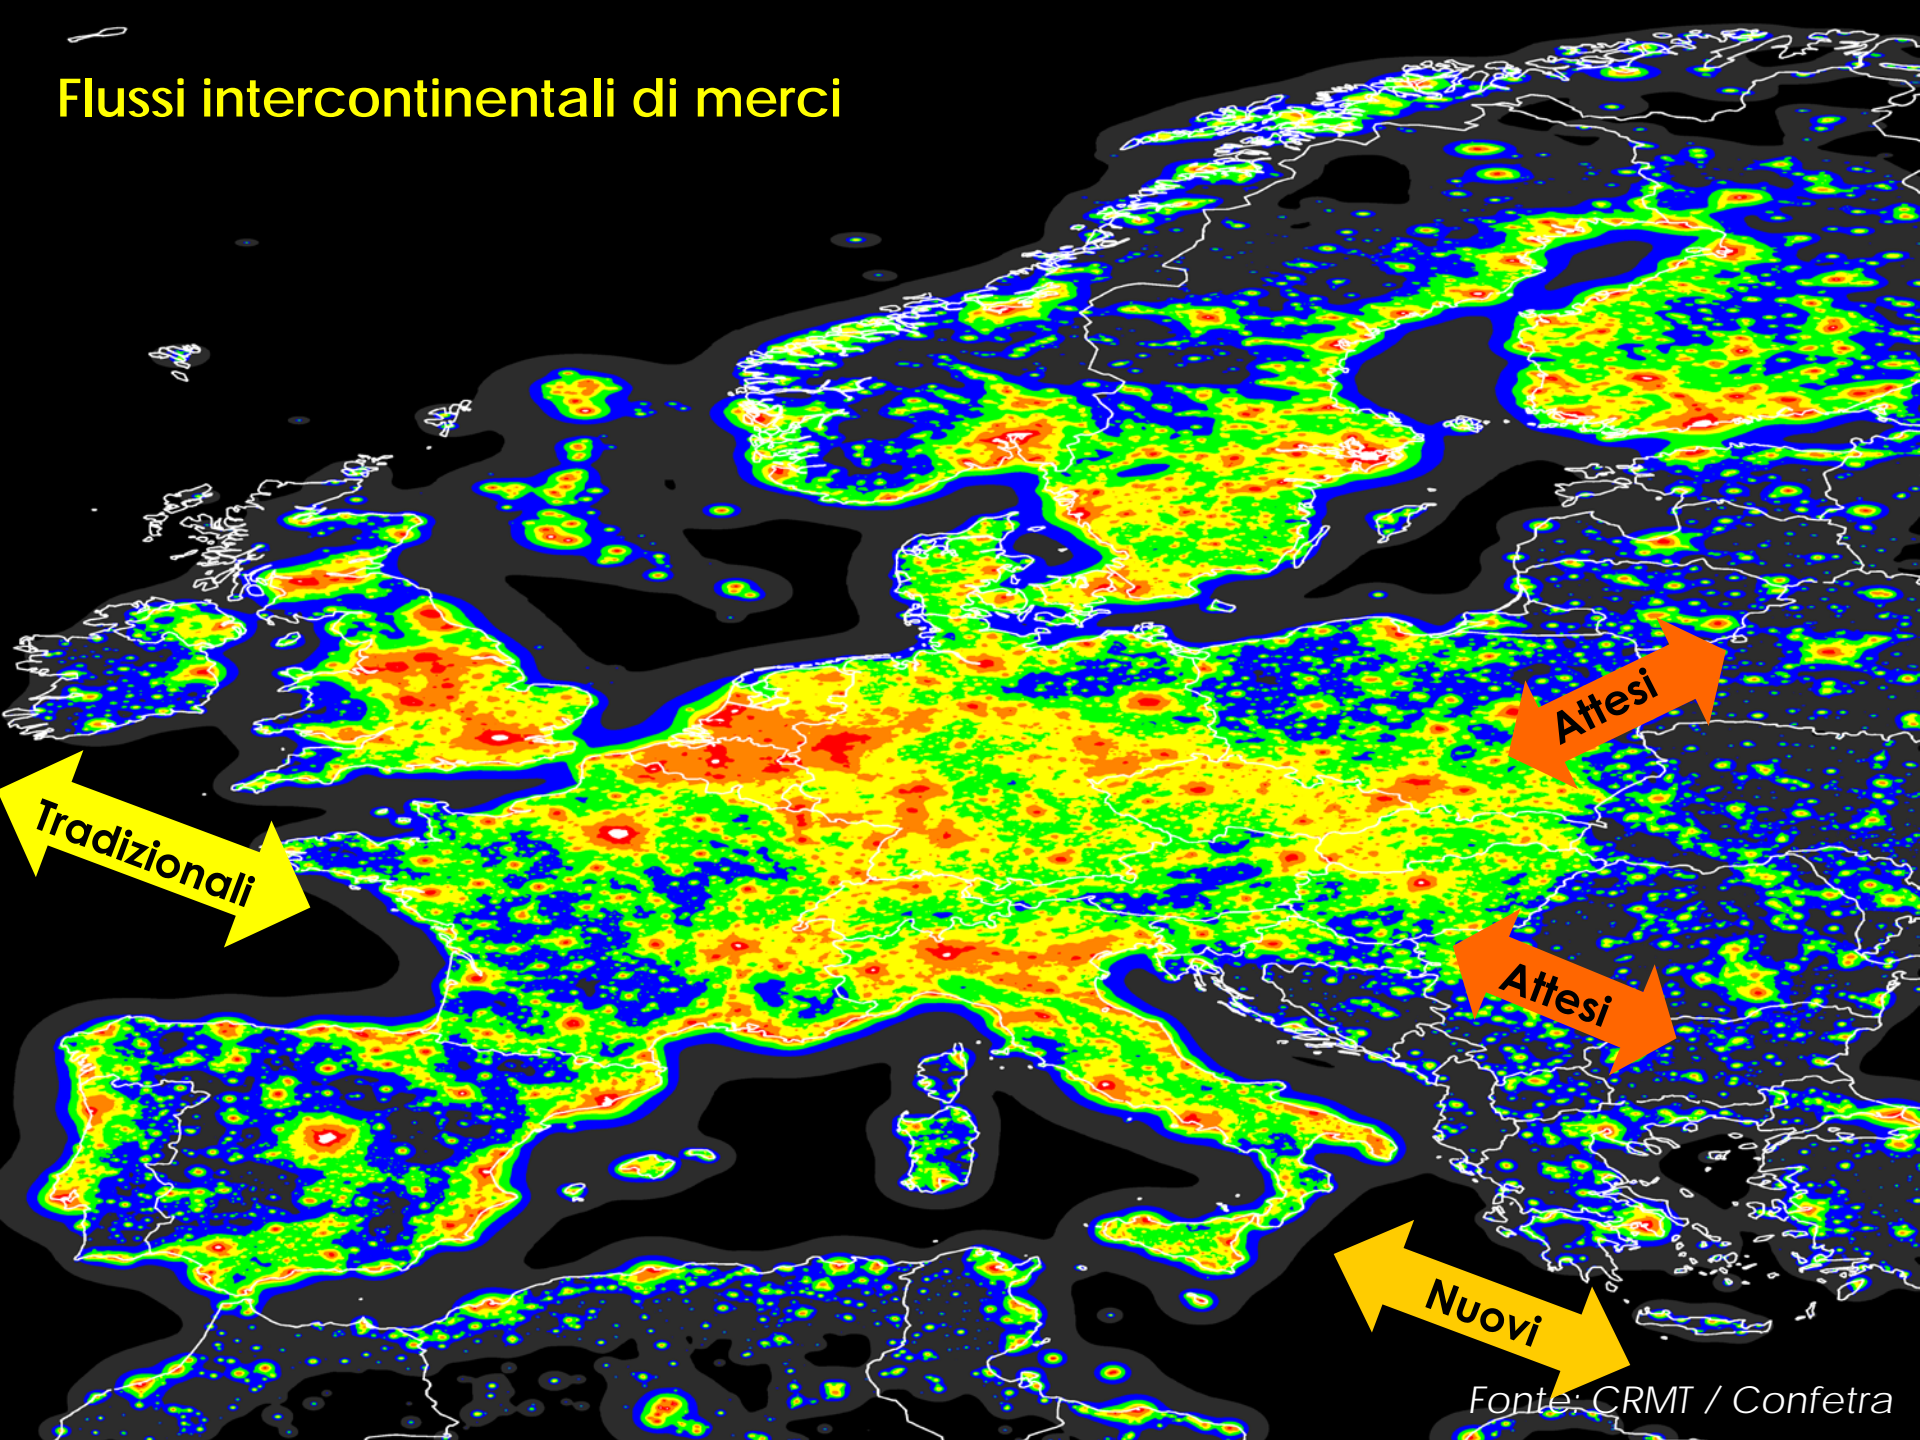 Flussi intercontinentali di merci
Attesi
Tradizionali
Attesi
Nuovi
Fonte: CRMT / Confetra